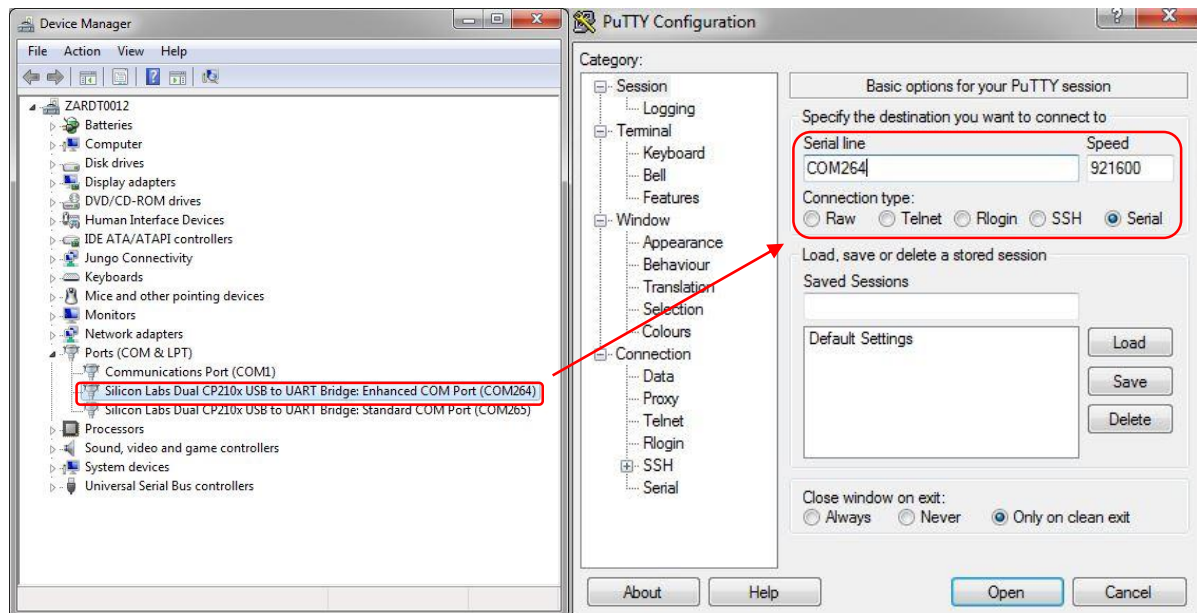 Device Manager
File Action View Help
ZARDT0012
Batteries
Computer
Disk drives
Display adapters
DVD/CD-ROM drives
Human Interface Devices
IDE ATA/ATAPI controllers
Jungo Connectivity
Keyboards
Mice and other pointing devices
Monitors
Network adapters
Ports (COM & LPT)
Communications Port (COM1)
Silicon Labs Dual CP210x USB to UART Bridge: Enhanced COM Port (COM264)
Silicon Labs Dual CP210x USB to UART Bridge: Standard COM Port (COM265)
Processors
Sound, video and game controllers
System devices
Universal Serial Bus controllers
PuTTY Configuration
Category:
Session
Logging
Terminal
Keyboard
Bell
Features
Window
Appearance
Behaviour
Translation
Selection
Colours
Connection
Data
Proxy
Telnet
Rlogin
SSH
Serial
Basic options for your PuTTY session
Specify the destination you want to connect to
Serial line Speed
COM264 921600
Connection type:
Raw Telnet Rlogin SSH Serial
Load, save or delete a stored session
Saved Sessions
Default Settings
Load
Save
Delete
Close window on exit:
Always Never Only on clean exit
About Help Open Cancel